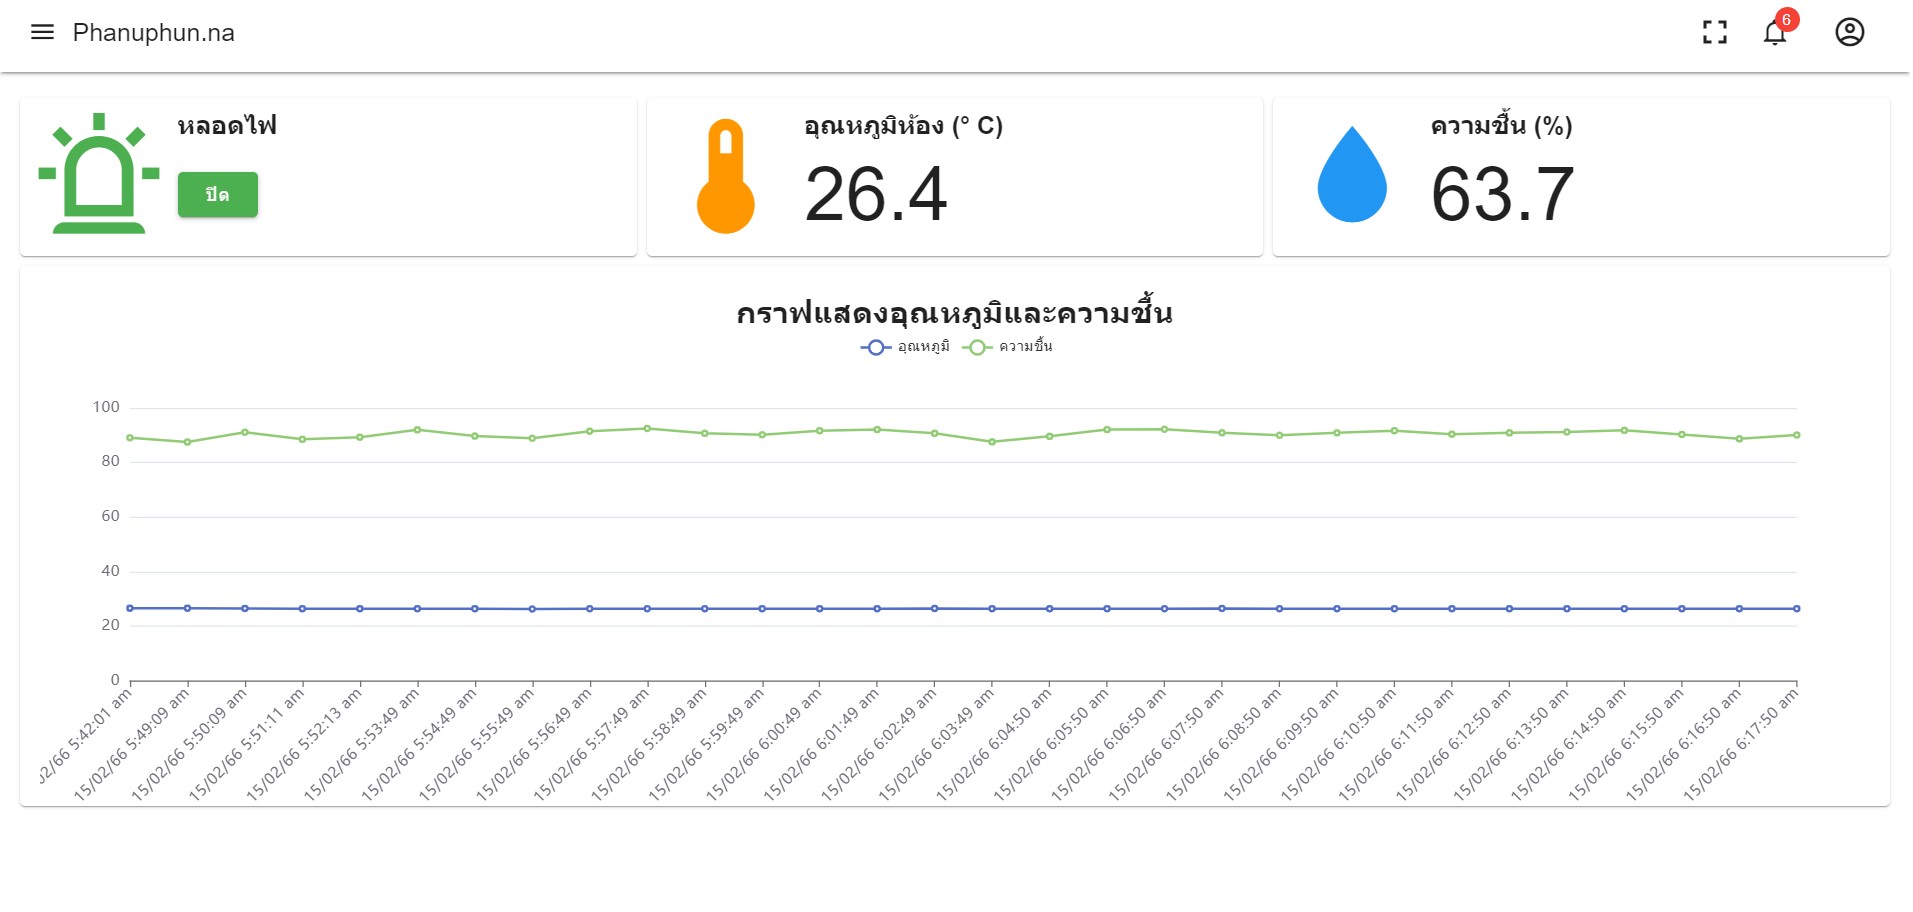 Phanuphun.na
6
หลอดไฟ
ปิด
อุณหภูมิห้อง (° C)
26.4
ความชื้น (%)
63.7
กราฟแสดงอุณหภูมิและความชื้น
อุณหภูมิ ความชื้น
100
80
60
40
20
0
02/66 5:42:01 am
15/02/66 5:49:09 am
15/02/66 5:50:09 am
15/02/66 5:51:11 am
15/02/66 5:52:13 am
15/02/66 5:53:49 am
15/02/66 5:54:49 am
15/02/66 5:55:49 am
15/02/66 5:56:49 am
15/02/66 5:57:49 am
15/02/66 5:58:49 am
15/02/66 5:59:49 am
15/02/66 6:00:49 am
15/02/66 6:01:49 am
15/02/66 6:02:49 am
15/02/66 6:03:49 am
15/02/66 6:04:50 am
15/02/66 6:05:50 am
15/02/66 6:06:50 am
15/02/66 6:07:50 am
15/02/66 6:08:50 am
15/02/66 6:09:50 am
15/02/66 6:10:50 am
15/02/66 6:11:50 am
15/02/66 6:12:50 am
15/02/66 6:13:50 am
15/02/66 6:14:50 am
15/02/66 6:15:50 am
15/02/66 6:16:50 am
15/02/66 6:17:50 am